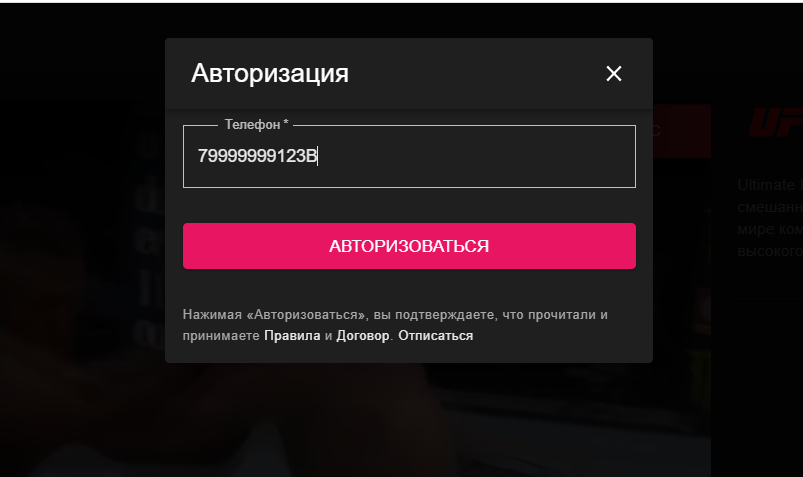 Авторизация
Телефон *
79999999123B
АВТОРИЗОВАТЬСЯ
Нажимая «Авторизоваться», вы подтверждаете, что прочитали и
принимаете Правила и Договор. Отписаться
UF
Ultimate
смешанн
мире ком
высокого